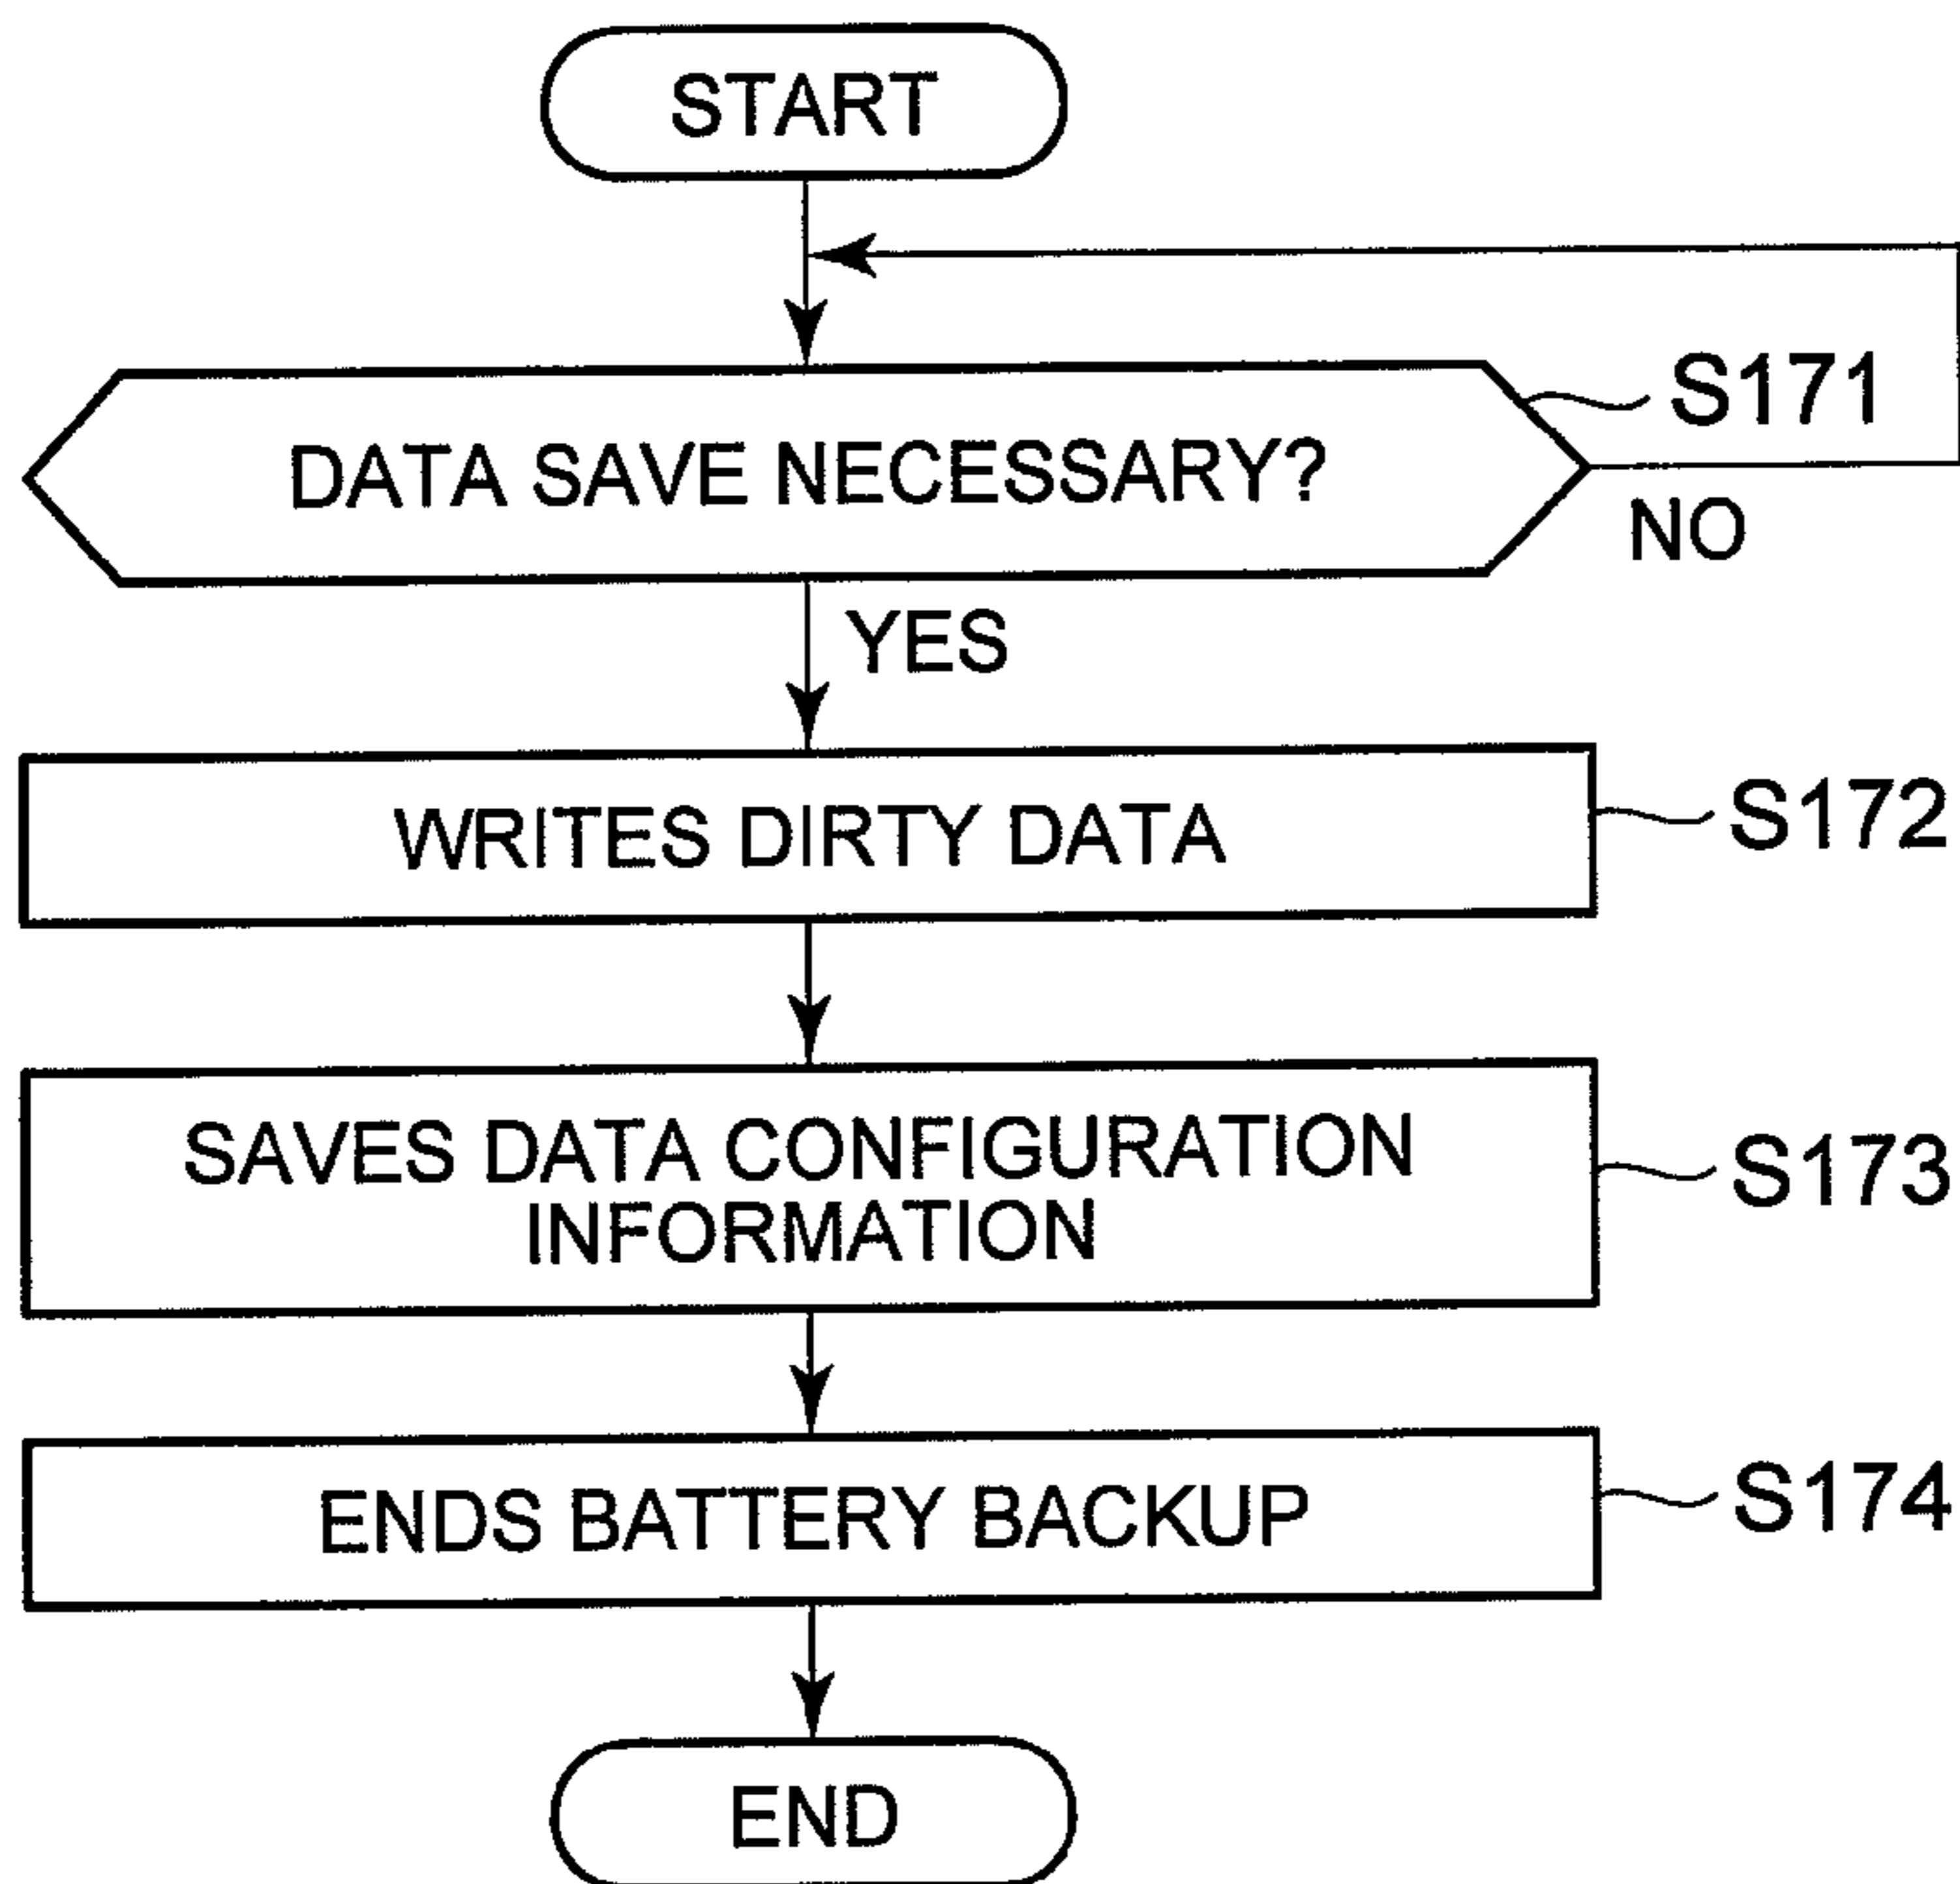 START
DATA SAVE NECESSARY?
S171
NO
YES
WRITES DIRTY DATA
S172
SAVES DATA CONFIGURATION
INFORMATION
S173
ENDS BATTERY BACKUP
S174
END